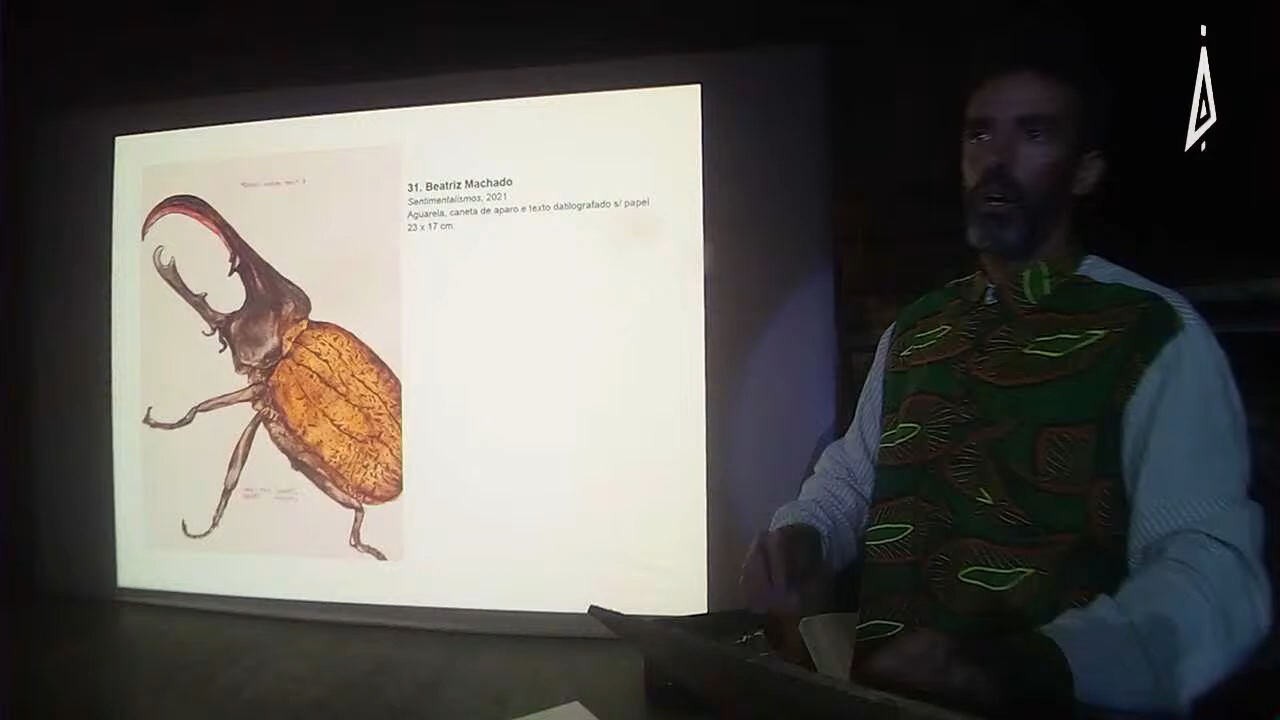 31. Beatriz Machado
Sentimentalismos, 2021
Aguarela, caneta de aparo e texto datilografado s/ papel
23 x 17 cm